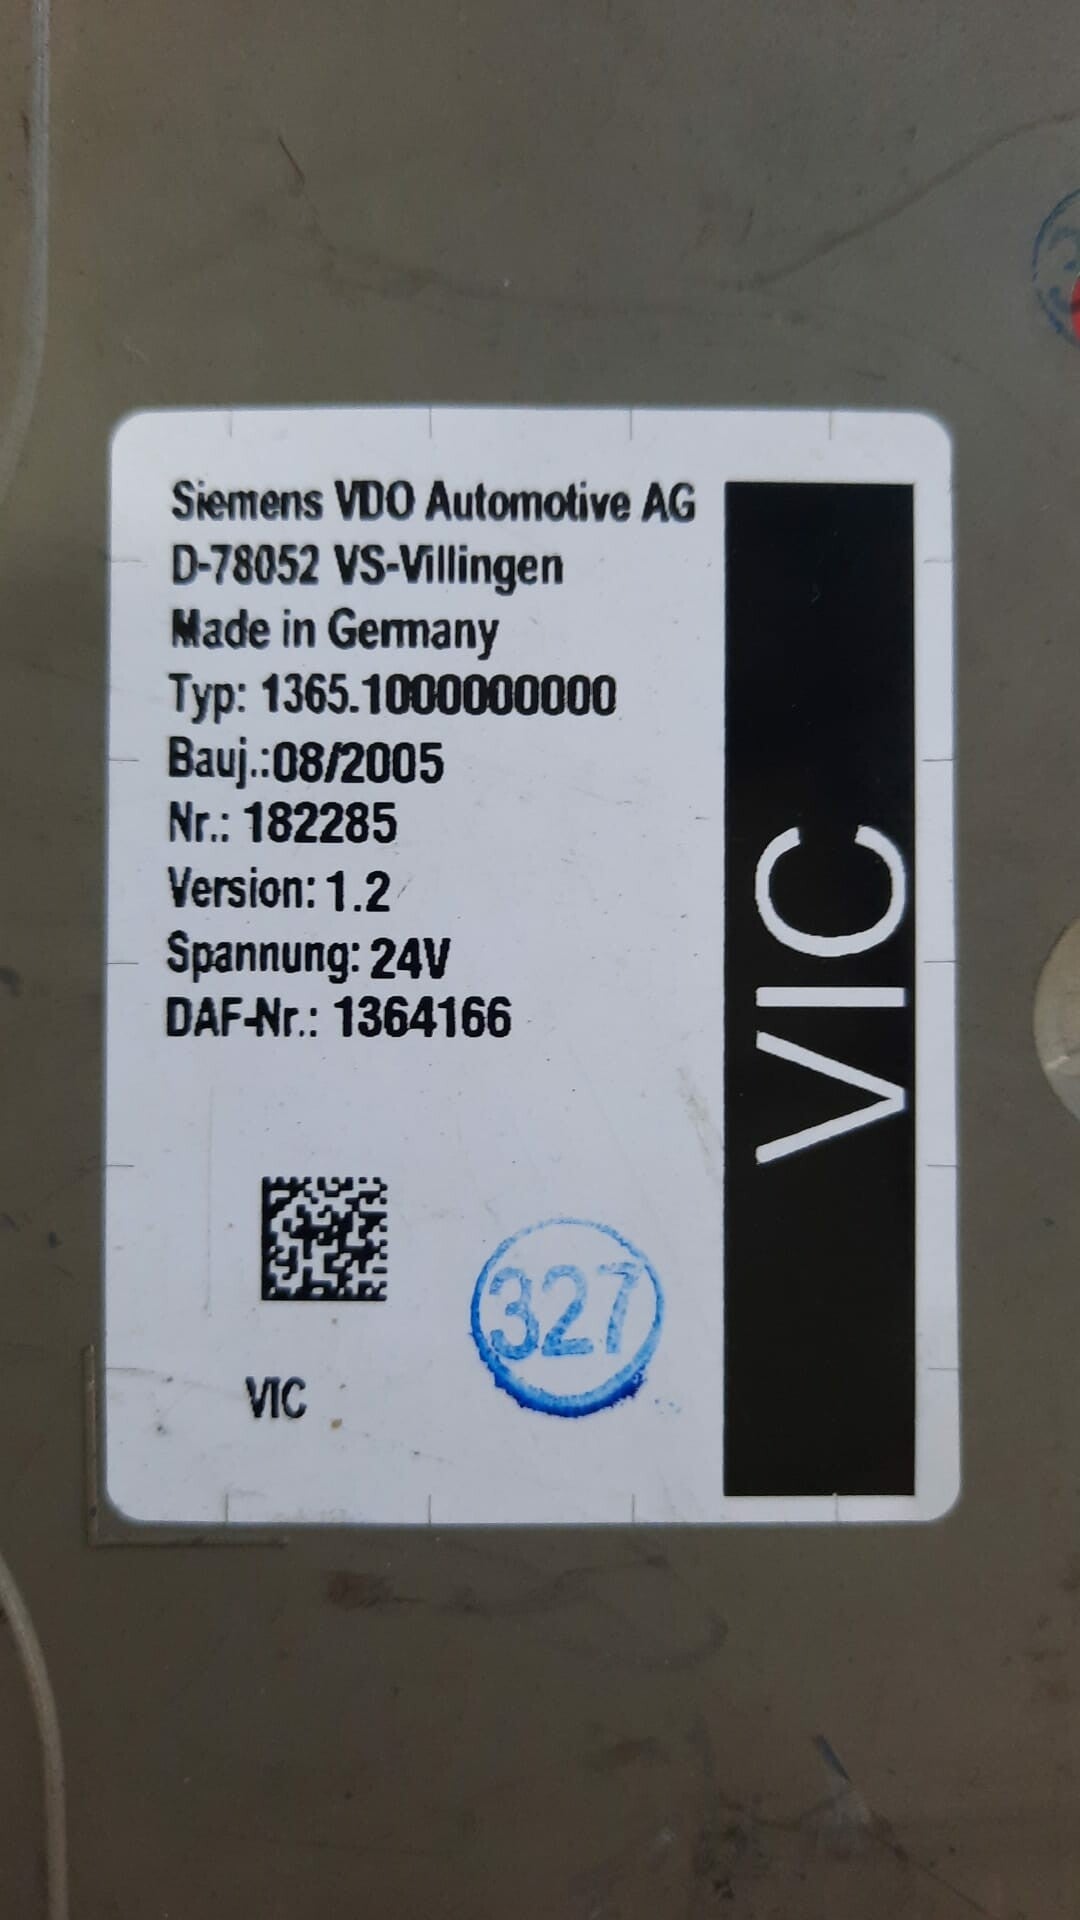 Siemens VDO Automotive AG
D-78052 VS-Villingen
Made in Germany
Typ: 1365.1000000000
Bauj.:08/2005
Nr.: 182285
Version: 1.2
Spannung: 24V
DAF-Nr.: 1364166
VIC
327
VIC